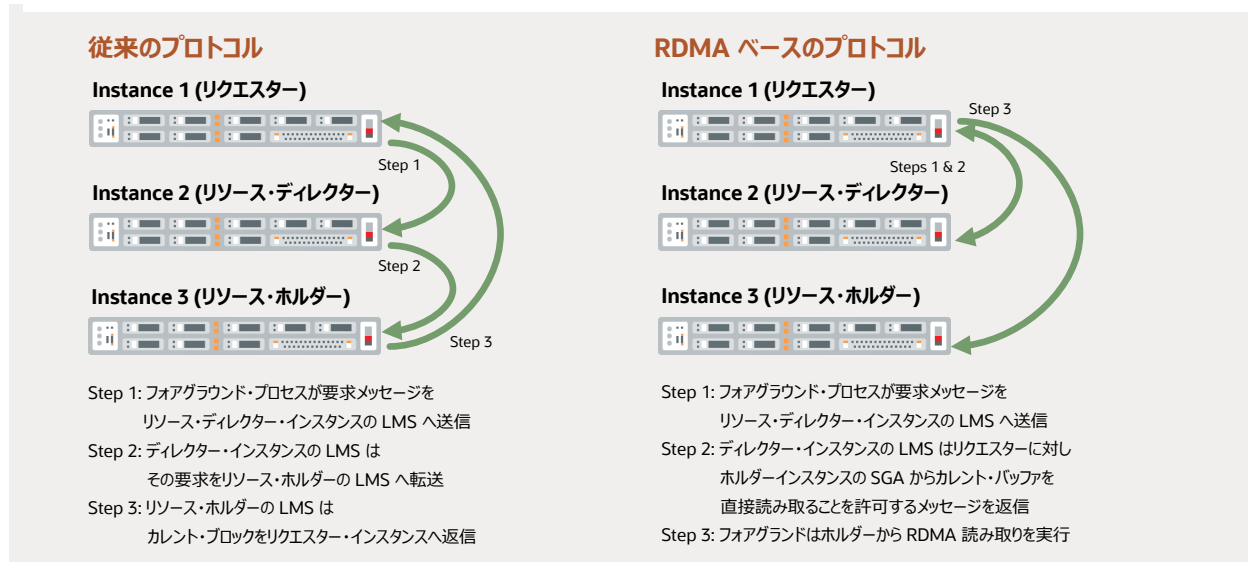 従来のプロトコル
Instance 1 (リクエスター)
Step 1
Instance 2 (リソース・ディレクター)
Step 2
Instance 3 (リソース・ホルダー)
Step 3
Step 1: フォアグラウンド・プロセスが要求メッセージを
リソース・ディレクター・インスタンスの LMS へ送信
Step 2: ディレクター・インスタンスの LMS は
その要求をリソース・ホルダーの LMS へ転送
Step 3: リソース・ホルダーの LMS は
カレント・ブロックをリクエスター・インスタンスへ返信
RDMA ベースのプロトコル
Instance 1 (リクエスター)
Step 3
Steps 1 & 2
Instance 2 (リソース・ディレクター)
Instance 3 (リソース・ホルダー)
Step 1: フォアグラウンド・プロセスが要求メッセージを
リソース・ディレクター・インスタンスの LMS へ送信
Step 2: ディレクター・インスタンスの LMS はリクエスターに対し
ホルダーインスタンスの SGA からカレント・バッファを
直接読み取ることを許可するメッセージを返信
Step 3: フォアグランドはホルダーから RDMA 読み取りを実行